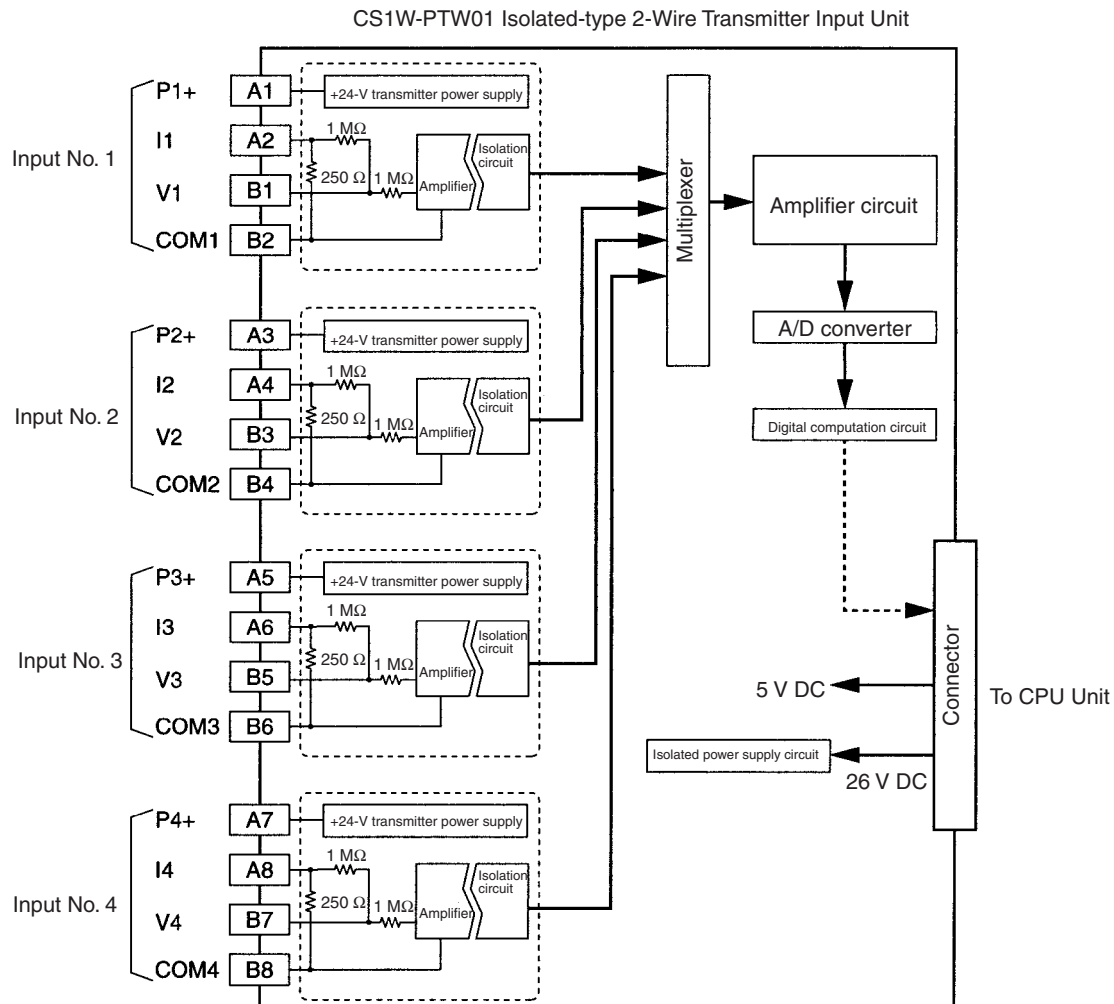 CS1W-PTW01 Isolated-type 2-Wire Transmitter Input Unit
Input No. 1
P1+
A1
+24-V transmitter power supply
I1
A2
1 MΩ
250 Ω
V1
B1
1 MΩ
Amplifier
Isolation
circuit
COM1
B2
Input No. 2
P2+
A3
+24-V transmitter power supply
I2
A4
1 MΩ
250 Ω
V2
B3
1 MΩ
Amplifier
Isolation
circuit
COM2
B4
Input No. 3
P3+
A5
+24-V transmitter power supply
I3
A6
1 MΩ
250 Ω
V3
B5
1 MΩ
Amplifier
Isolation
circuit
COM3
B6
Input No. 4
P4+
A7
+24-V transmitter power supply
I4
A8
1 MΩ
250 Ω
V4
B7
1 MΩ
Amplifier
Isolation
circuit
COM4
B8
Multiplexer
Amplifier circuit
A/D converter
Digital computation circuit
Connector
To CPU Unit
5 V DC
Isolated power supply circuit
26 V DC